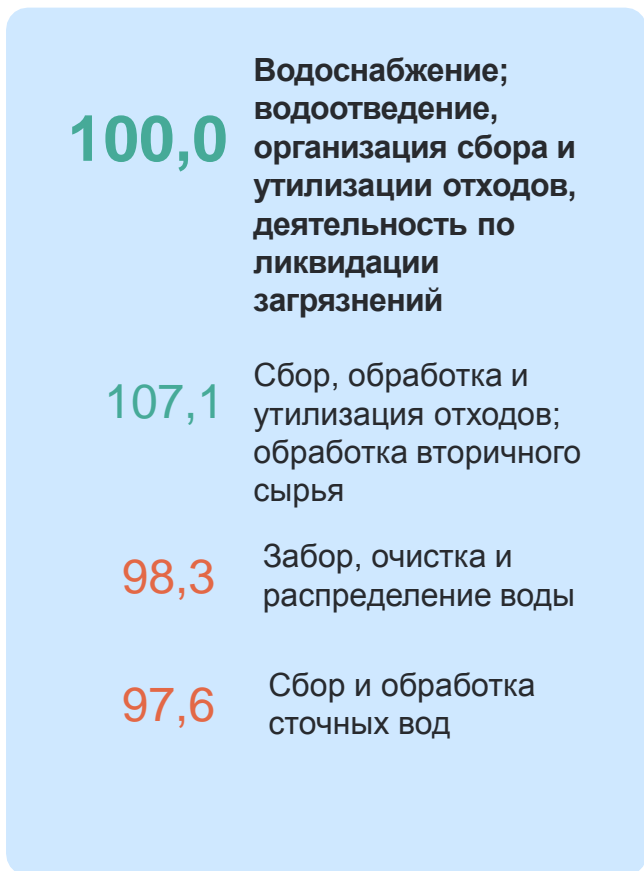 100,0
Водоснабжение;
водоотведение,
организация сбора и
утилизации отходов,
деятельность по
ликвидации
загрязнений
107,1
Сбор, обработка и
утилизация отходов;
обработка вторичного
сырья
98,3
Забор, очистка и
распределение воды
97,6
Сбор и обработка
сточных вод